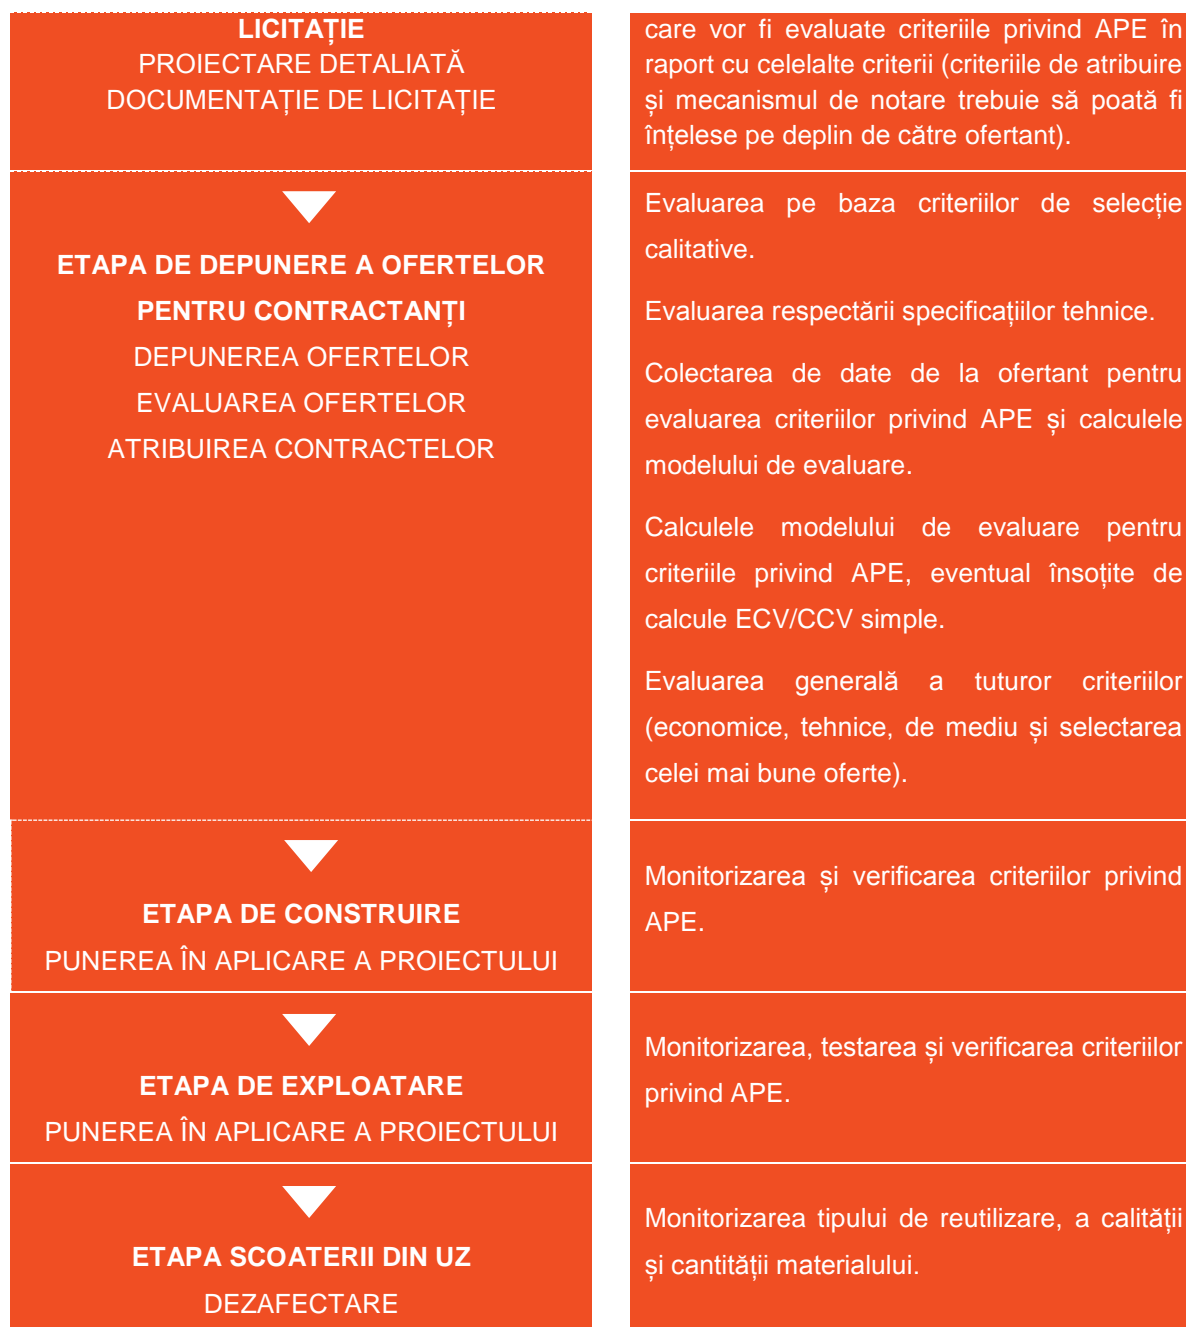 LICITAȚIE
PROIECTARE DETALIATĂ
DOCUMENTAȚIE DE LICITAȚIE
care vor fi evaluate criteriile privind APE în
raport cu celelalte criterii (criteriile de atribuire
și mecanismul de notare trebuie să poată fi
înțelese pe deplin de către ofertant).
ETAPA DE DEPUNERE A OFERTELOR
PENTRU CONTRACTANȚI
DEPUNEREA OFERTELOR
EVALUAREA OFERTELOR
ATRIBUIREA CONTRACTELOR
Evaluarea pe baza criteriilor de selecție
calitative.
Evaluarea respectării specificațiilor tehnice.
Colectarea de date de la ofertant pentru
evaluarea criteriilor privind APE și calculele
modelului de evaluare.
Calculele modelului de evaluare pentru
criteriile privind APE, eventual însoțite de
calcule ECV/CCV simple.
Evaluarea generală a tuturor criteriilor
(economice, tehnice, de mediu și selectarea
celei mai bune oferte).
ETAPA DE CONSTRUIRE
PUNEREA ÎN APLICARE A PROIECTULUI
Monitorizarea și verificarea criteriilor privind
APE.
ETAPA DE EXPLOATARE
PUNEREA ÎN APLICARE A PROIECTULUI
Monitorizarea, testarea și verificarea criteriilor
privind APE.
ETAPA SCOATERII DIN UZ
DEZAFECTARE
Monitorizarea tipului de reutilizare, a calității
și cantității materialului.